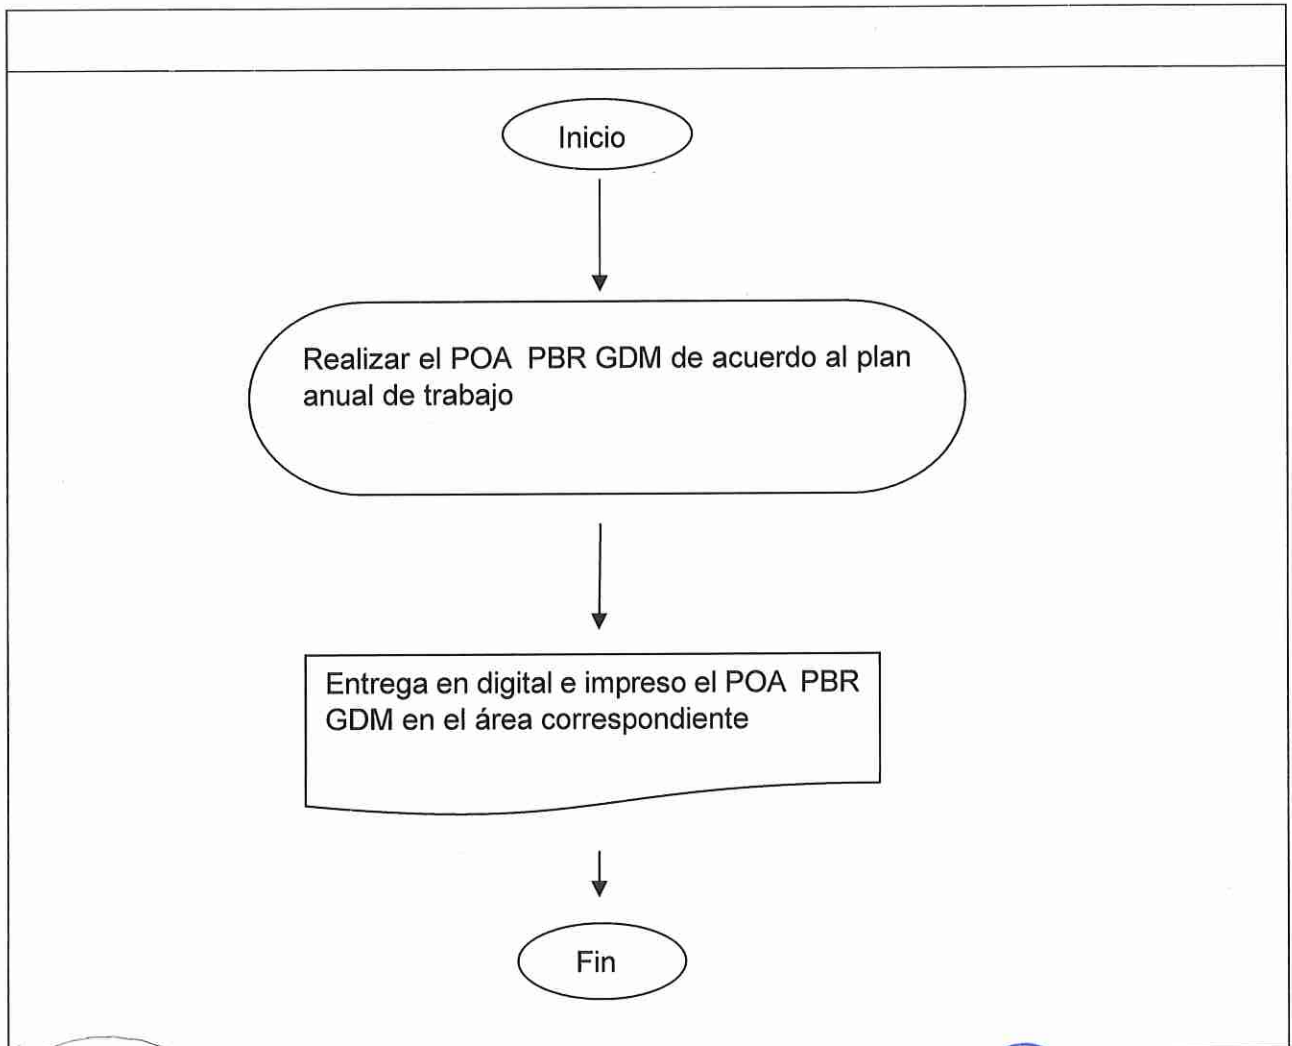 Inicio
Realizar el POA PBR GDM de acuerdo al plan
anual de trabajo
Entrega en digital e impreso el POA PBR
GDM en el área correspondiente
Fin